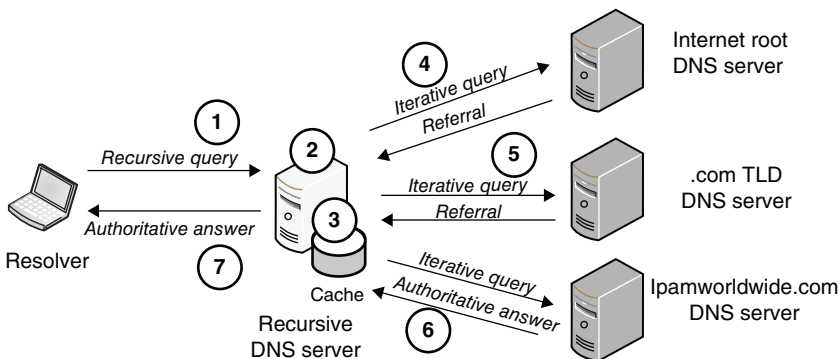 1
Recursive query
Authoritative answer
7
Resolver
2
3
Cache
Recursive
DNS server
4
Iterative query
Referral
Internet root
DNS server
5
Iterative query
Referral
.com TLD
DNS server
Iterative query
Authoritative answer
6
Ipamworldwide.com
DNS server